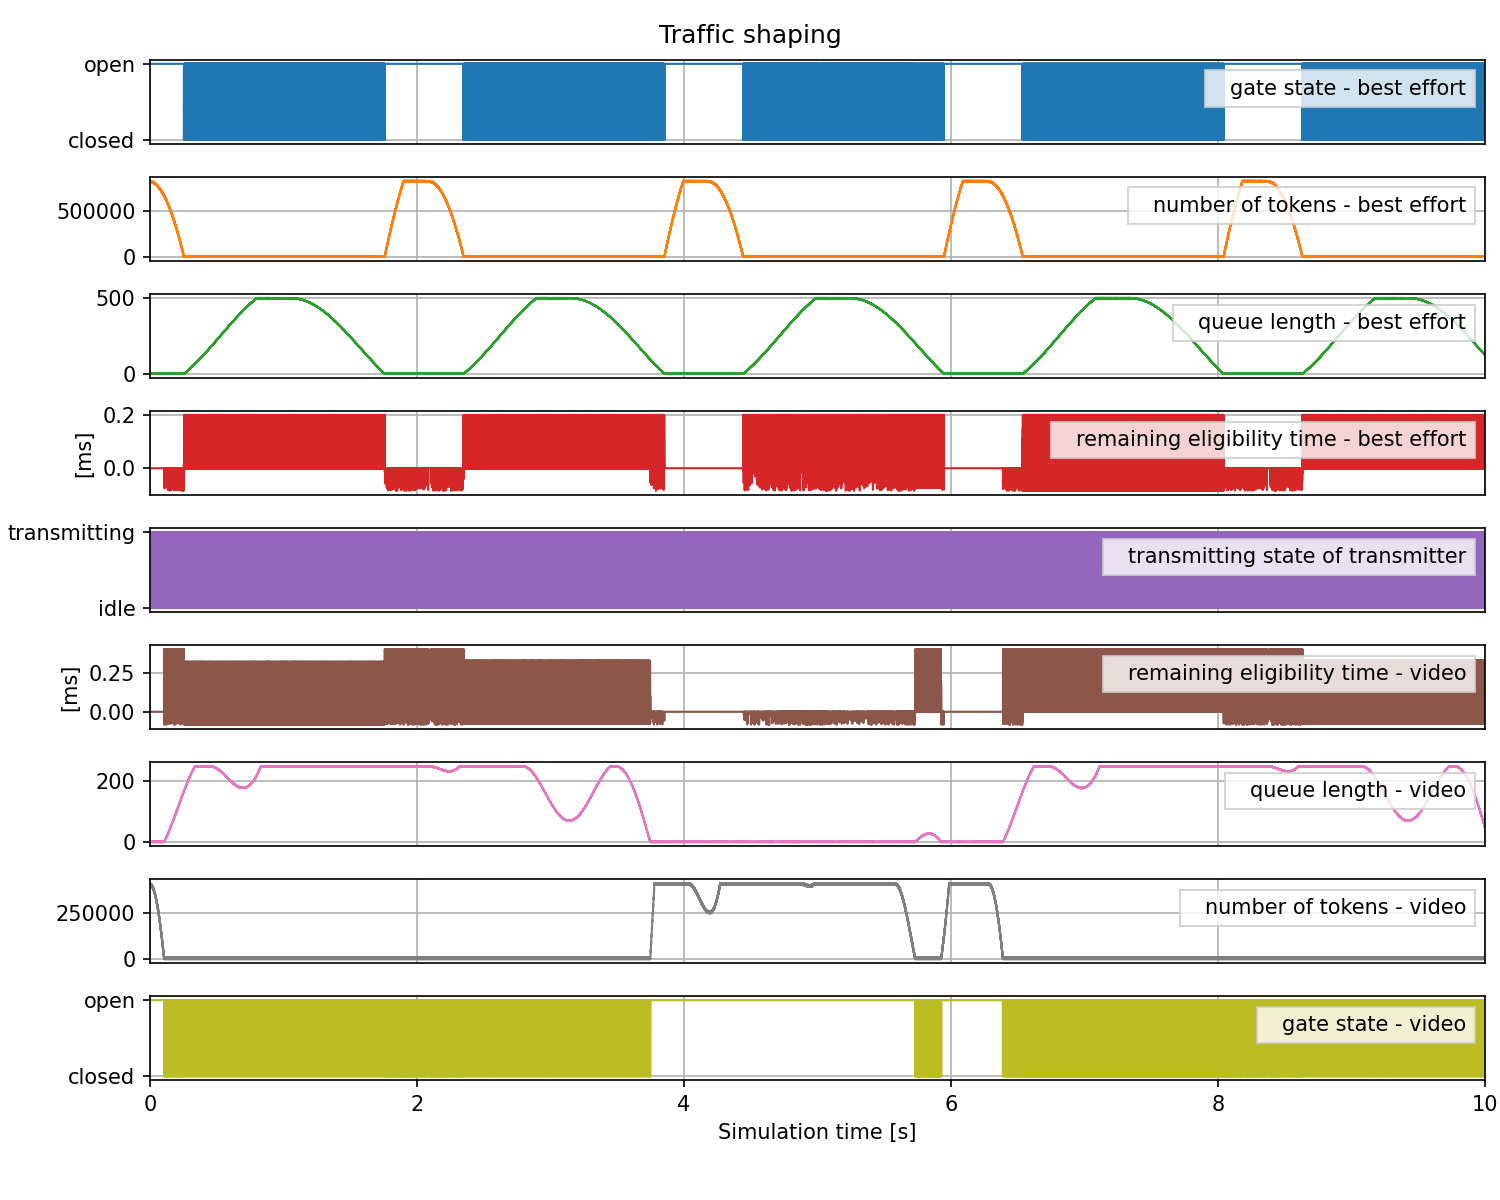 Traffic shaping
open
closed
gate state - best effort
500000
0
number of tokens - best effort
500
0
queue length - best effort
[ms]
0.2
0.0
remaining eligibility time - best effort
transmitting
idle
transmitting state of transmitter
[ms]
0.25
0.00
remaining eligibility time - video
200
0
queue length - video
250000
0
number of tokens - video
open
closed
gate state - video
0 2 4 6 8 10
Simulation time [s]